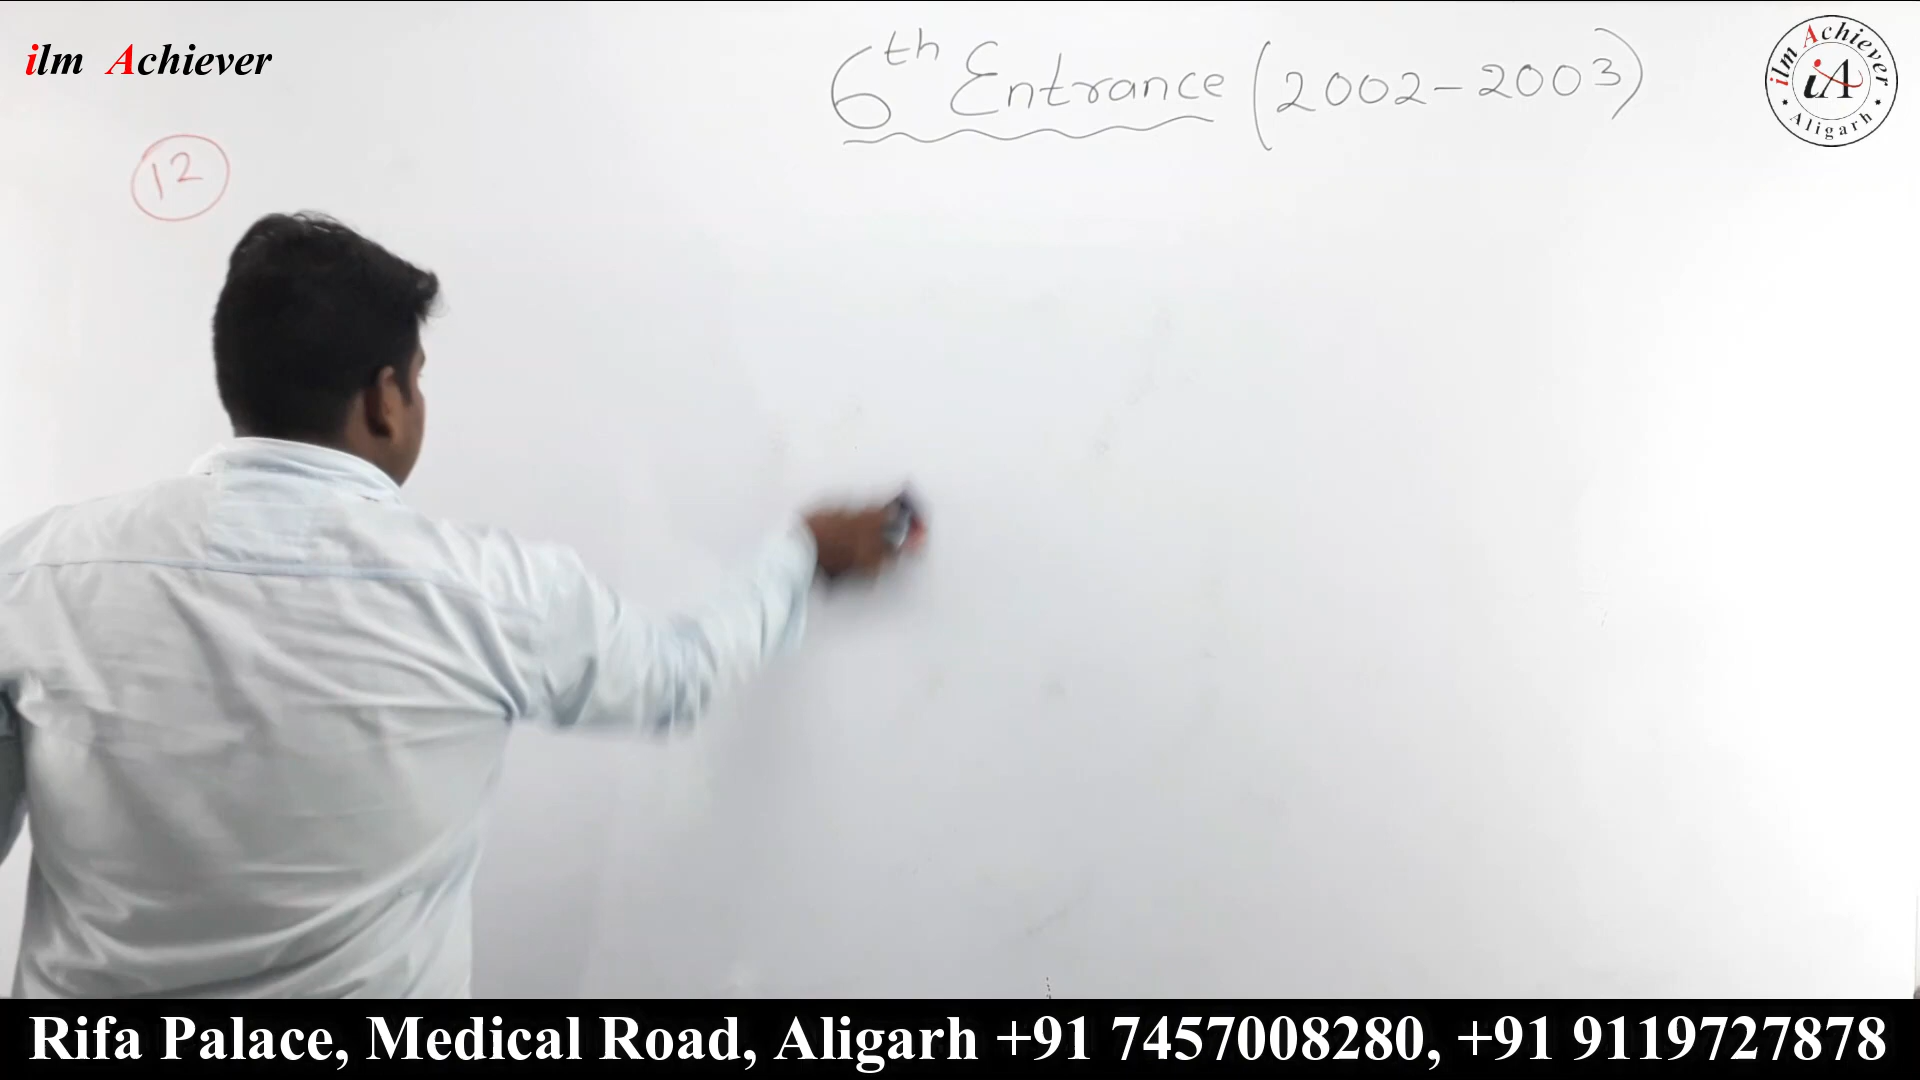 ilm Achiever
6th Entrance (2002-2003)
ilm Achiever
iA
Aligarh
12
Rifa Palace, Medical Road, Aligarh +91 7457008280, +91 9119727878